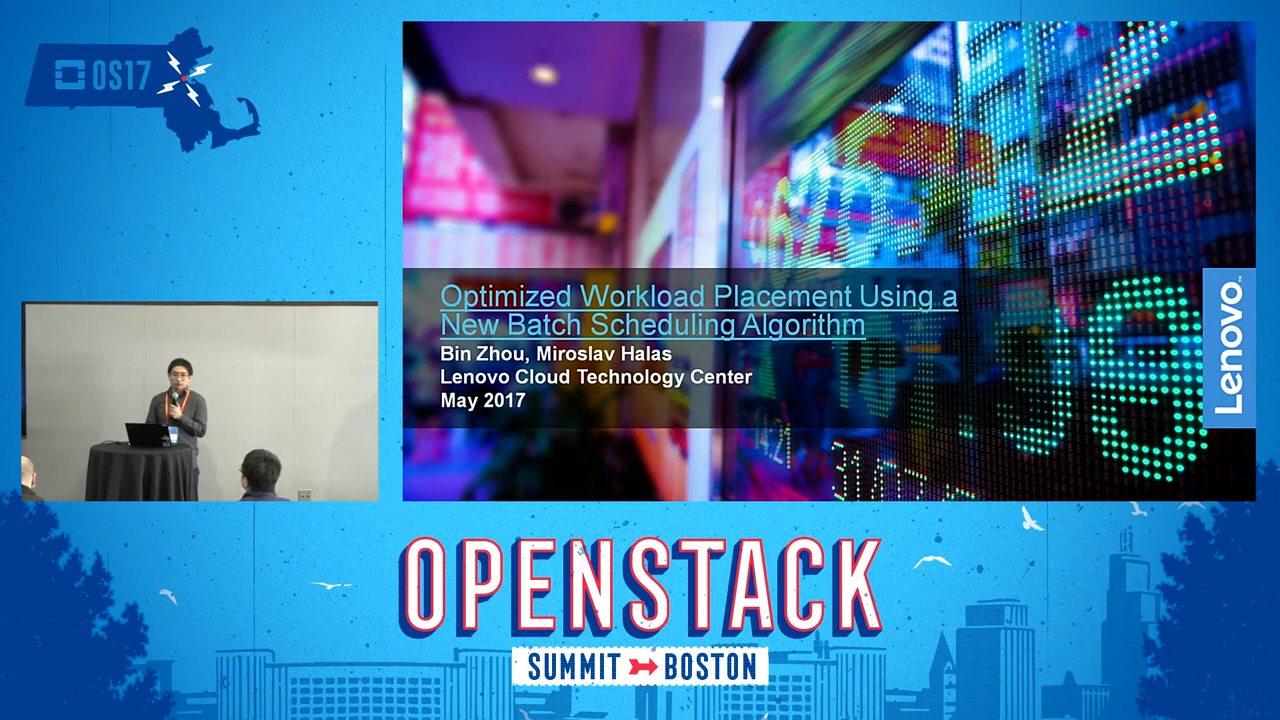 OS17
Optimized Workload Placement Using a
New Batch Scheduling Algorithm
Bin Zhou, Miroslav Halas
Lenovo Cloud Technology Center
May 2017
Lenovo™
OPENSTACK
SUMMIT BOSTON